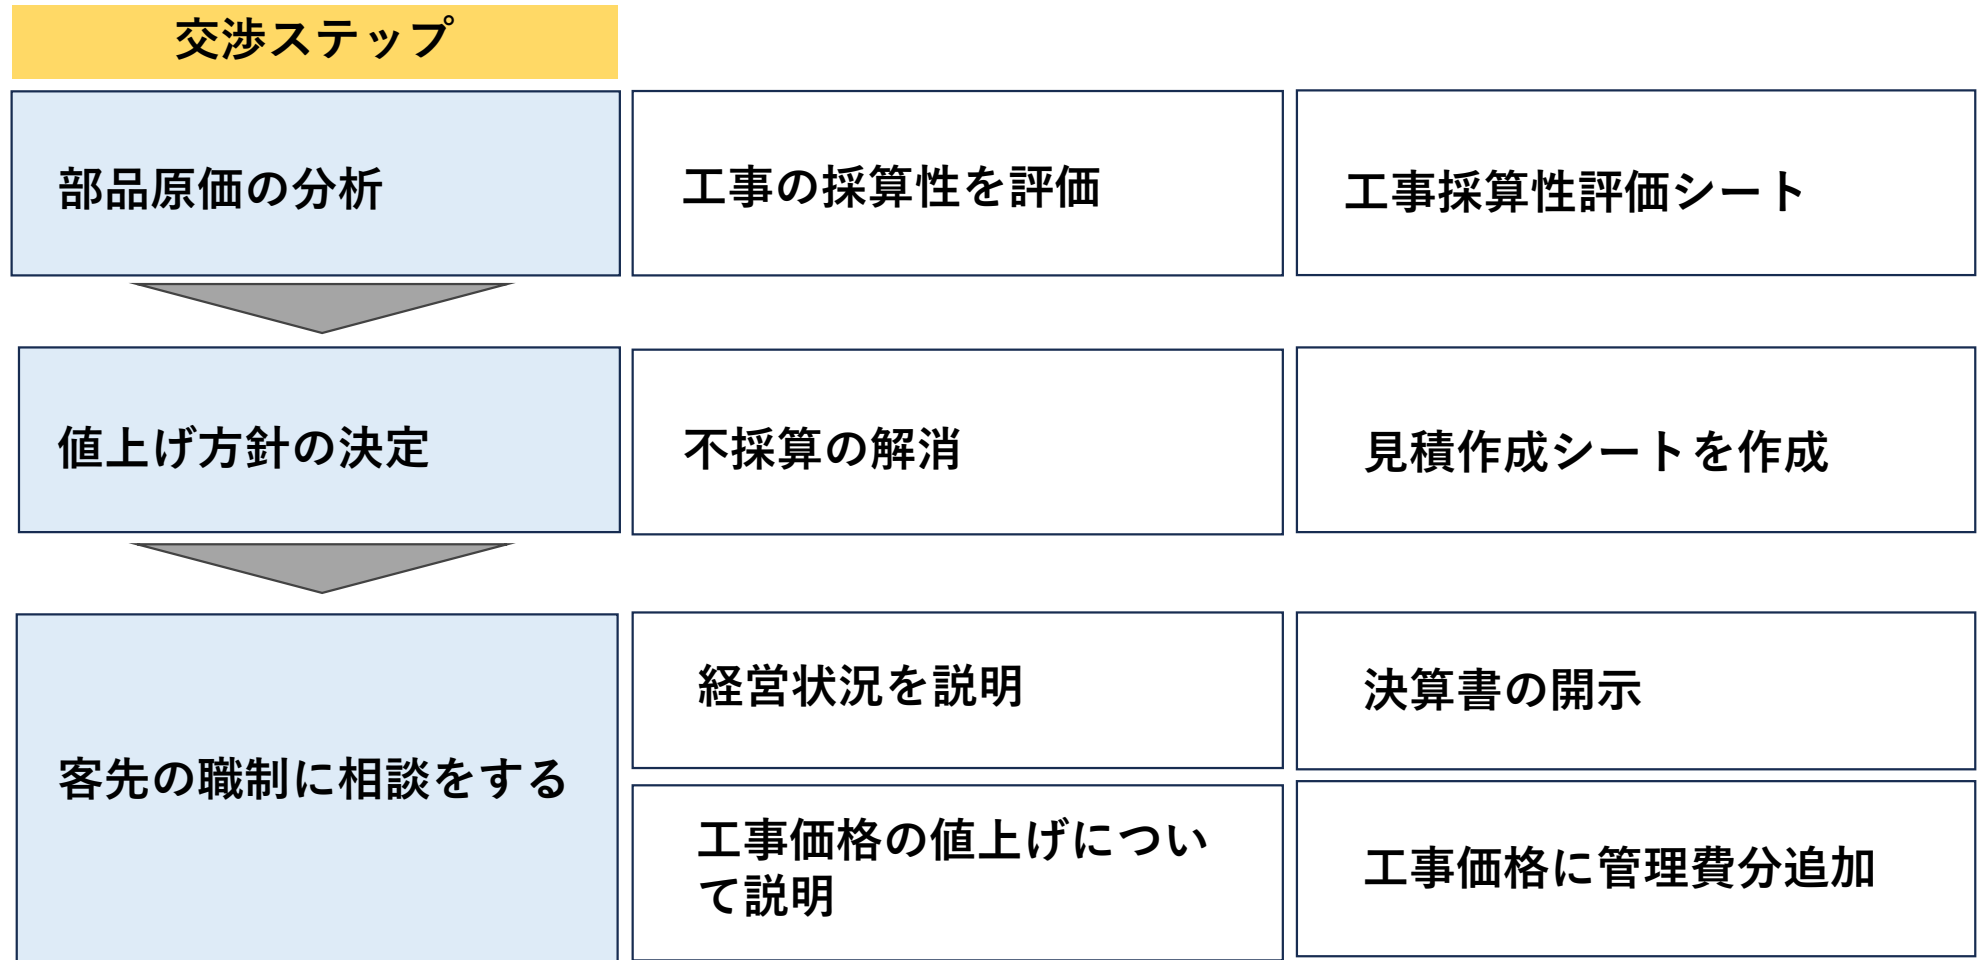 交渉ステップ
部品原価の分析
工事の採算性を評価
工事採算性評価シート
値上げ方針の決定
不採算の解消
見積作成シートを作成
客先の職制に相談をする
経営状況を説明
決算書の開示
工事価格の値上げについ
て説明
工事価格に管理費分追加